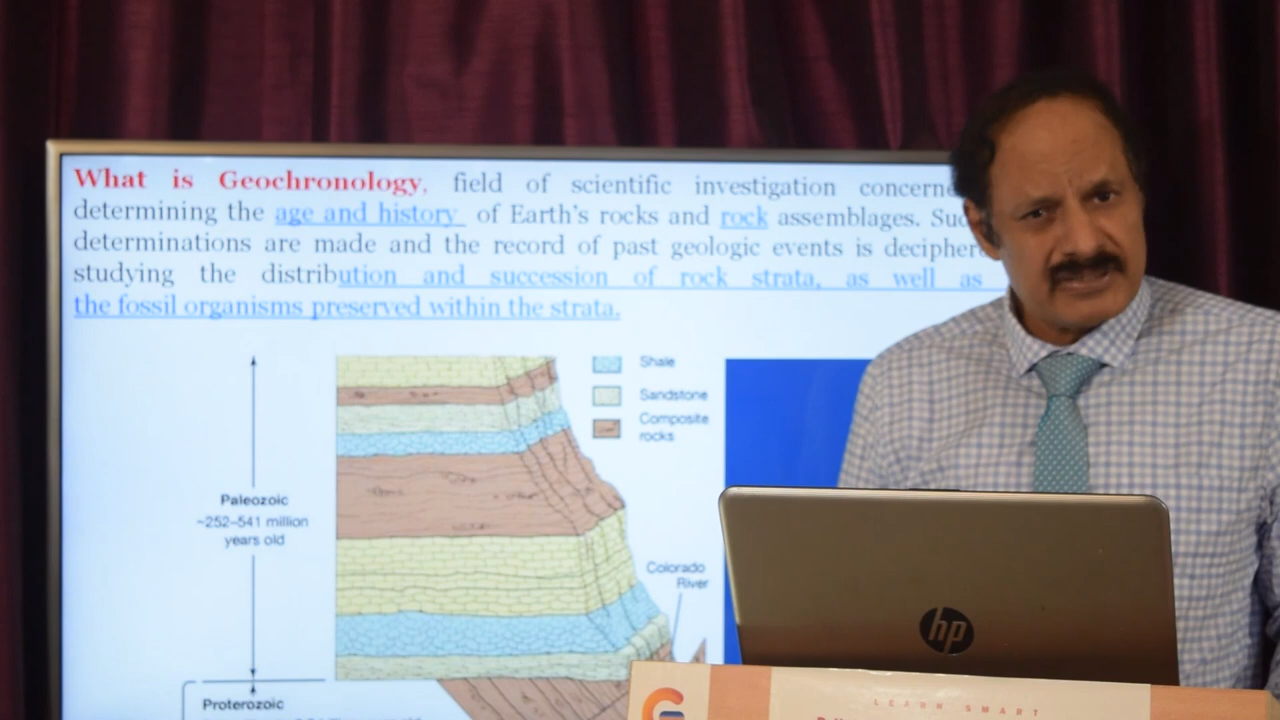 What is Geochronology, field of scientific investigation
determining the age and history of Earth's rocks and rock assemblages.
determinations are made and the record of past geologic events is
studying the distribution and succession of rock strata, as well as
the fossil organisms preserved within the strata.
Shale
Sandstone
Composite
rocks
Paleozoic
~252–541 million
years old
Colorado
River
Proterozoic
hp
LEARN SMART